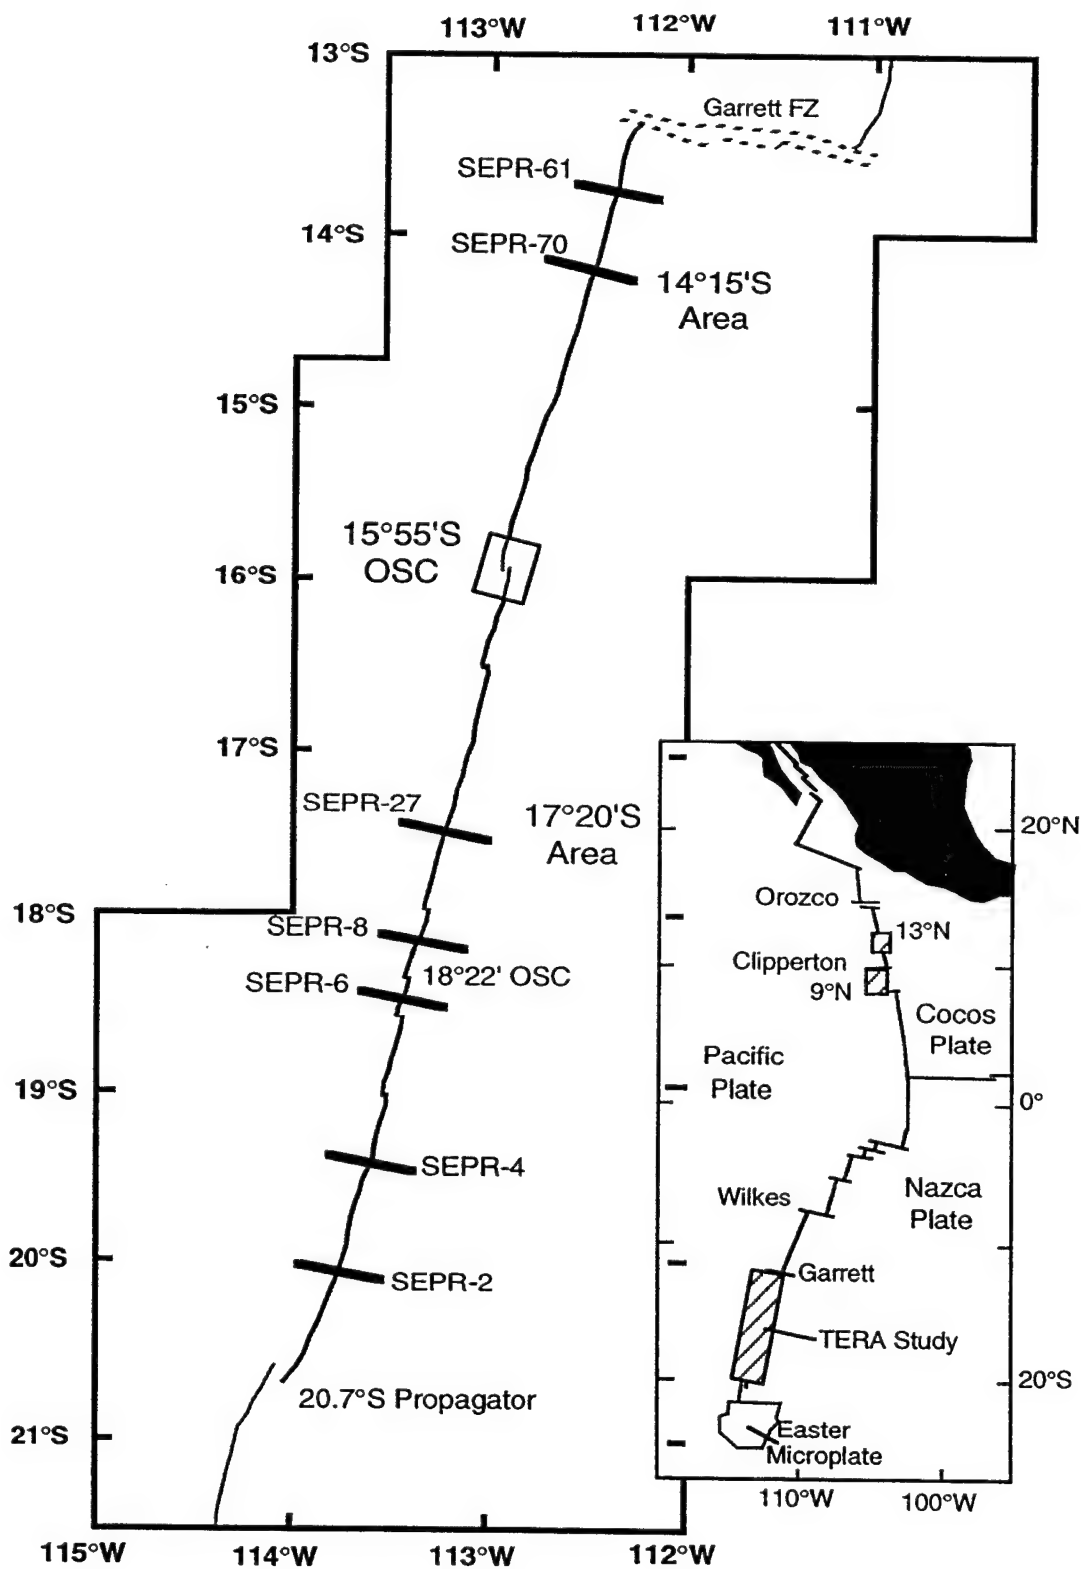 113°W
112°W
111°W
13°S
Garrett FZ
SEPR-61
14°S
SEPR-70
14°15'S
Area
15°S
15°55'S
OSC
16°S
17°S
SEPR-27
17°20'S
Area
18°S
SEPR-8
SEPR-6
18°22' OSC
19°S
SEPR-4
20°S
SEPR-2
20.7°S Propagator
21°S
115°W
114°W
113°W
112°W
20°N
Orozco
13°N
Clipperton
9°N
Cocos
Plate
Pacific
Plate
0°
Nazca
Plate
Wilkes
Garrett
TERA Study
20°S
Easter
Microplate
110°W
100°W